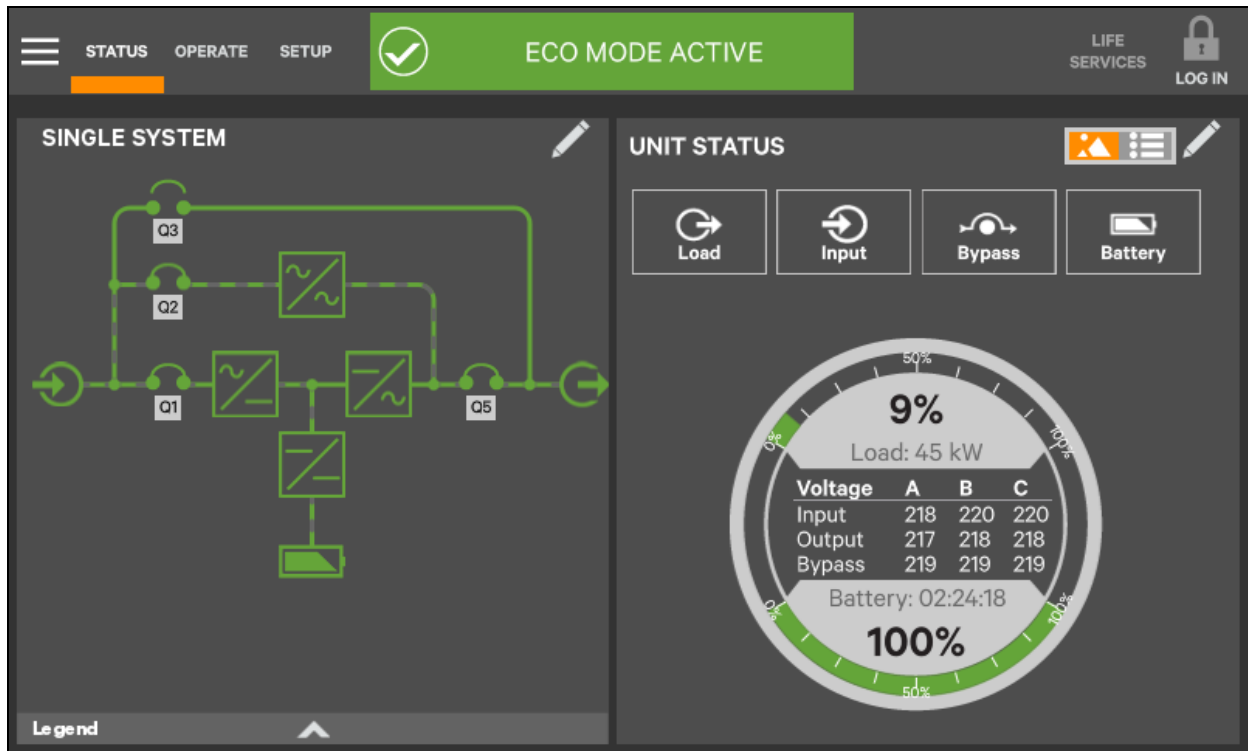 STATUS OPERATE SETUP
ECO MODE ACTIVE
LIFE
SERVICES
LOG IN
SINGLE SYSTEM
Q3
Q2
Q1
Q5
Legend
UNIT STATUS
Load Input Bypass Battery
50%
0% 100%
9%
Load: 45 kW
Voltage A B C
Input 218 220 220
Output 217 218 218
Bypass 219 219 219
Battery: 02:24:18
0% 100%
100%
50%